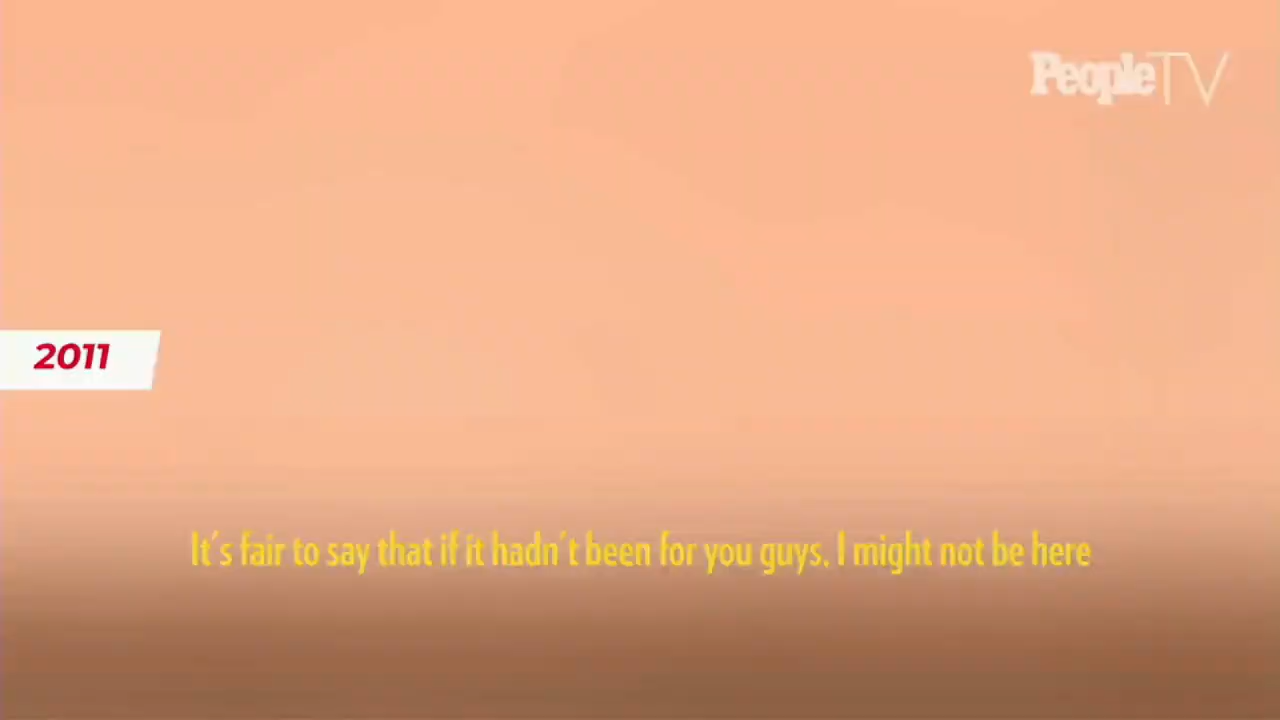 PeopleTV
2011
It's fair to say that if it hadn't been for you guys, I might not be here